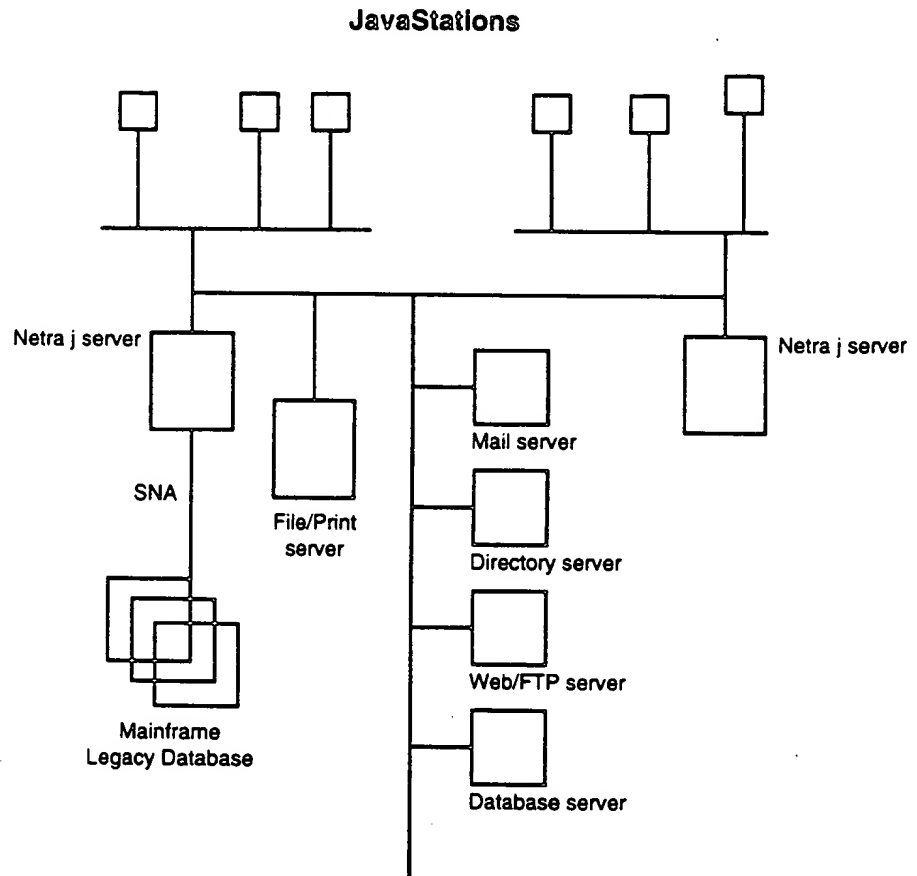 JavaStations
Netra j server
Netra j server
Mail server
SNA
File/Print
server
Directory server
Web/FTP server
Mainframe
Legacy Database
Database server